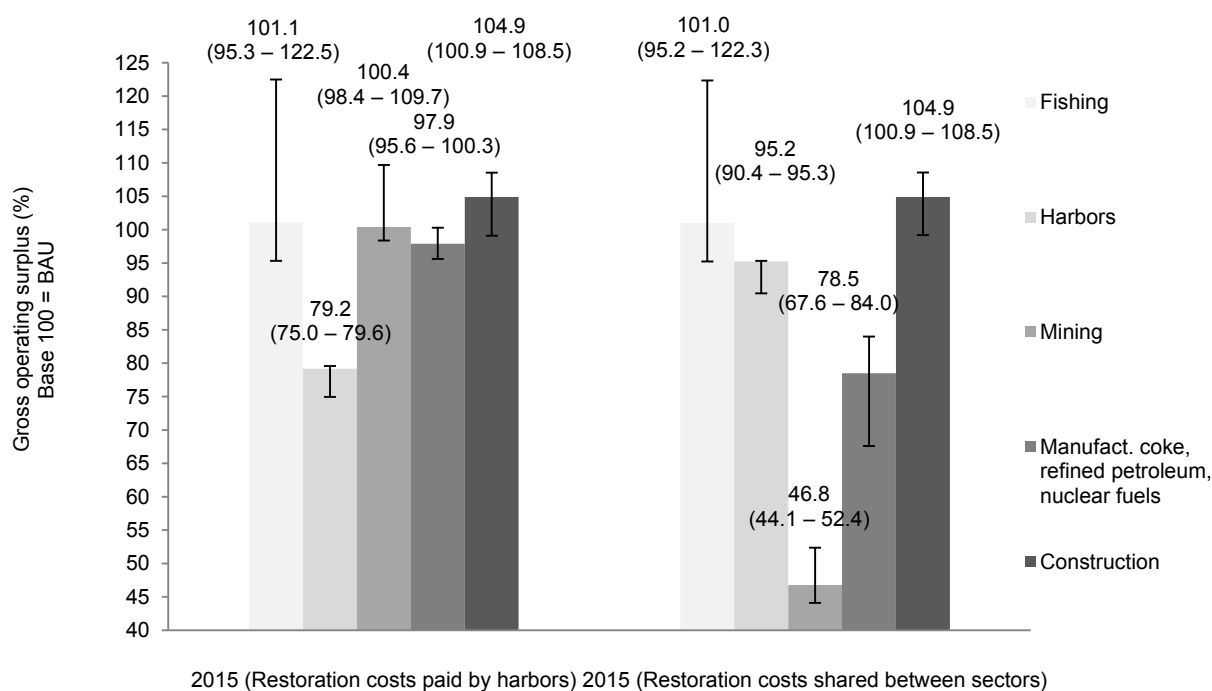 101.1
(95.3 – 122.5)
100.4
(98.4 – 109.7)
97.9
(95.6 – 100.3)
104.9
(100.9 – 108.5)
79.2
(75.0 – 79.6)
101.0
(95.2 – 122.3)
95.2
(90.4 – 95.3)
104.9
(100.9 – 108.5)
78.5
(67.6 – 84.0)
46.8
(44.1 – 52.4)
Gross operating surplus (%)
Base 100 = BAU
125
120
115
110
105
100
95
90
85
80
75
70
65
60
55
50
45
40
2015 (Restoration costs paid by harbors) 2015 (Restoration costs shared between sectors)
Fishing
Harbors
Mining
Manufact. coke,
refined petroleum,
nuclear fuels
Construction